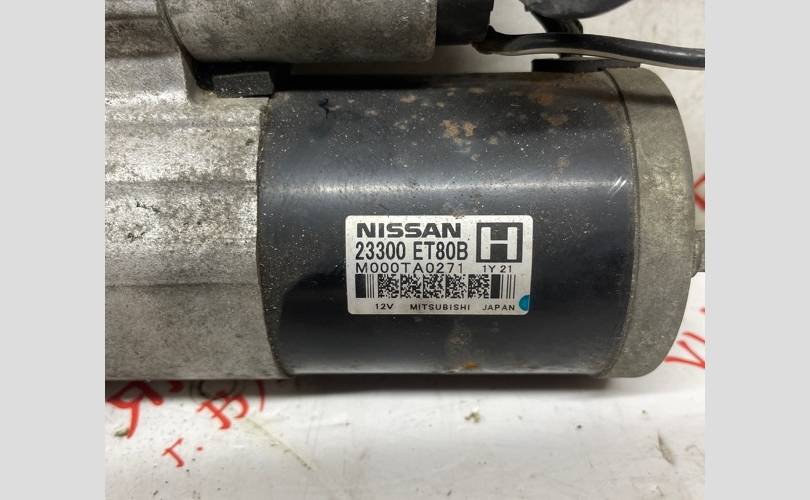 NISSAN H
23300 ET80B
M000TA0271 1Y 21
12V MITSUBISHI JAPAN